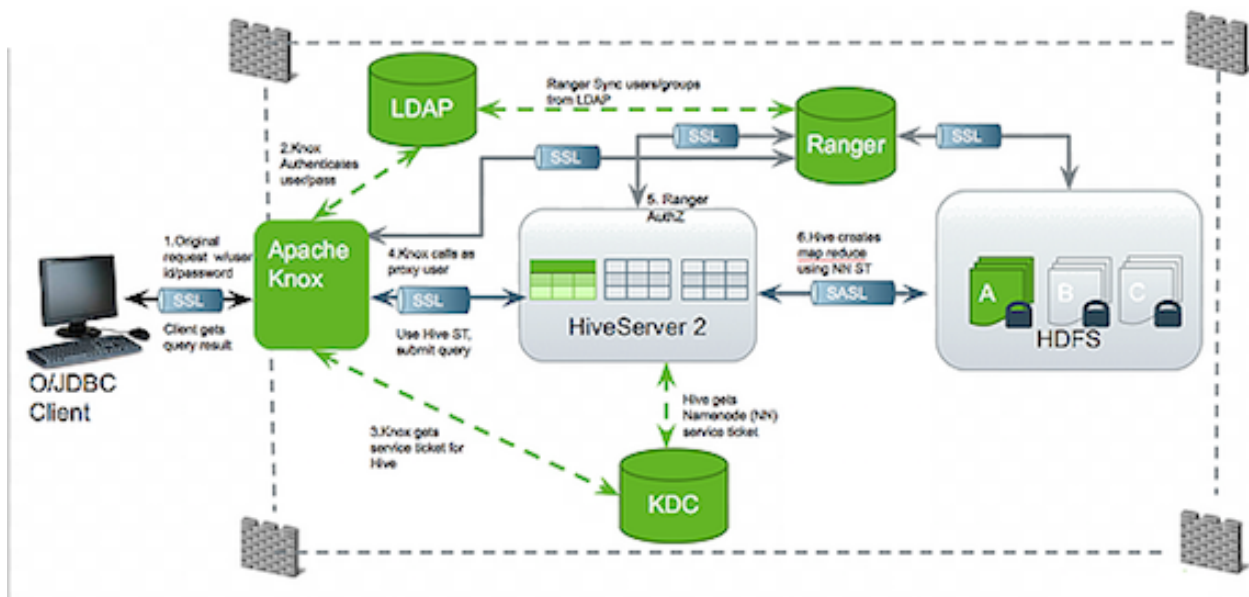 LDAP
Ranger Sync users/groups
from LDAP
SSL
Ranger
SSL
SSL
2.Knox
Authenticates
user/pass
5. Ranger
AuthZ
1.Original
request w/user
id/password
SSL
Client gets
query result
O/JDBC
Client
Apache
Knox
4.Knox calls as
proxy user
SSL
Use Hive ST,
submit query
HiveServer 2
6.Hive creates
map reduce
using NN ST
SASL
A
B
C
HDFS
3.Knox gets
service ticket for
Hive
Hive gets
Namenode (NN)
service ticket
KDC